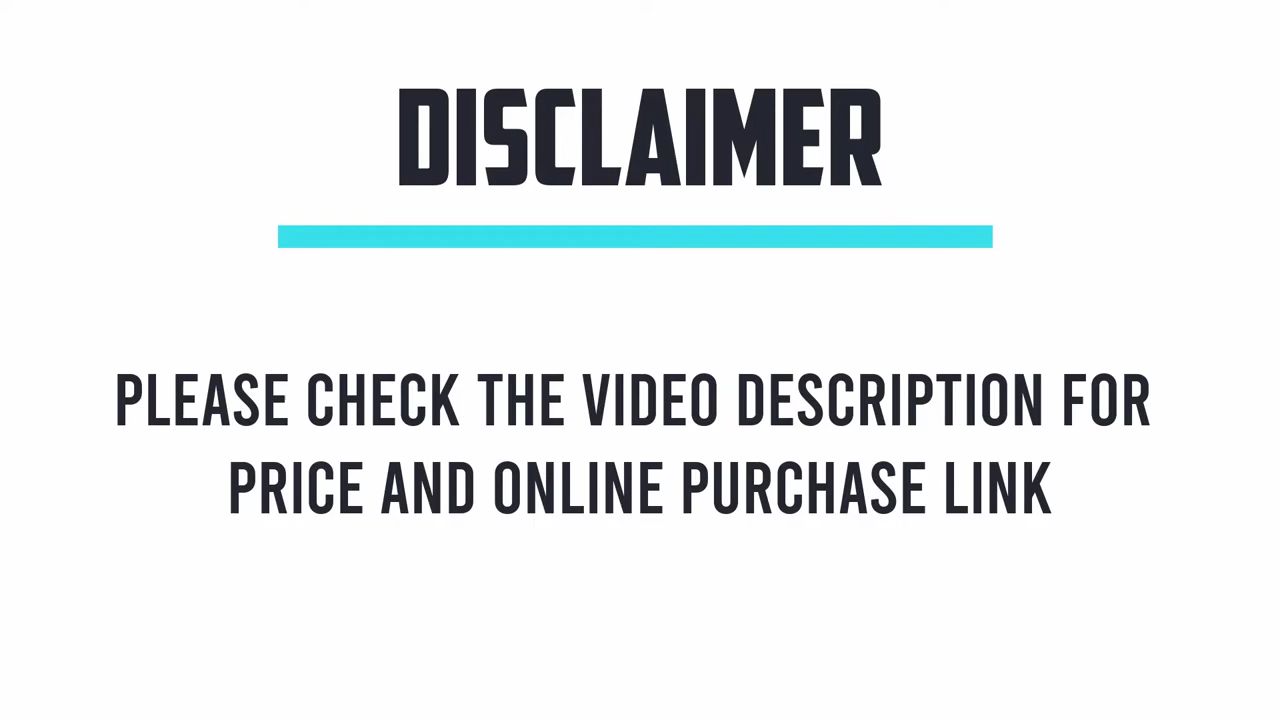 DISCLAIMER
PLEASE CHECK THE VIDEO DESCRIPTION FOR
PRICE AND ONLINE PURCHASE LINK